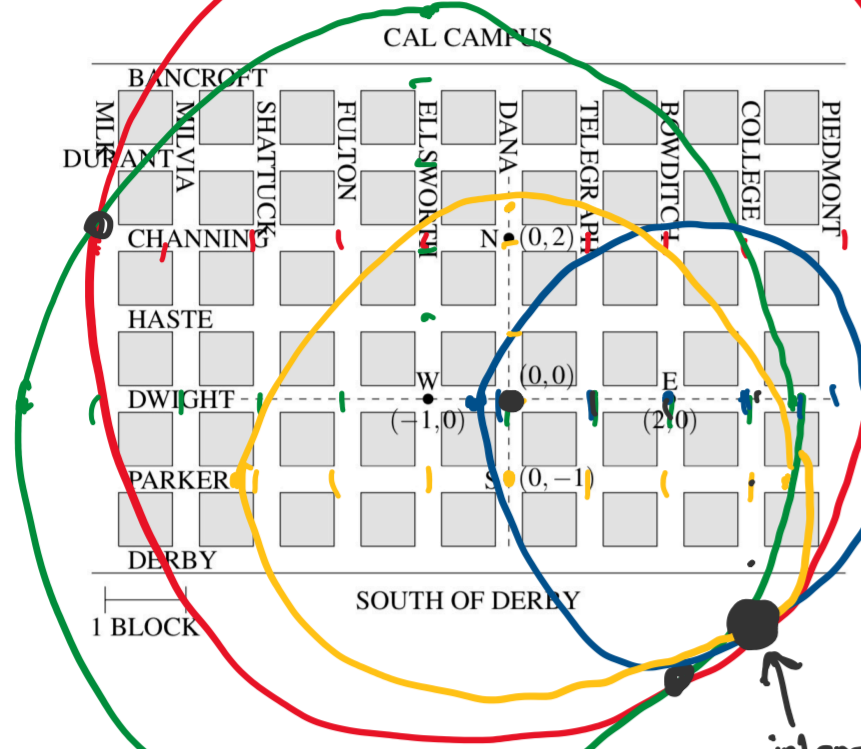 CAL CAMPUS
BANCROFT
MLK
MILVIA
SHATTUCK
FULTON
ELLSWORTH
DANA
TELEGRAPH
BOWDITCH
COLLEGE
PIEDMONT
DURANT
CHANNING
N (0,2)
HASTE
(0,0)
W
E
DWIGHT
(−1,0)
(2,0)
PARKER
S (0,−1)
DERBY
SOUTH OF DERBY
1 BLOCK